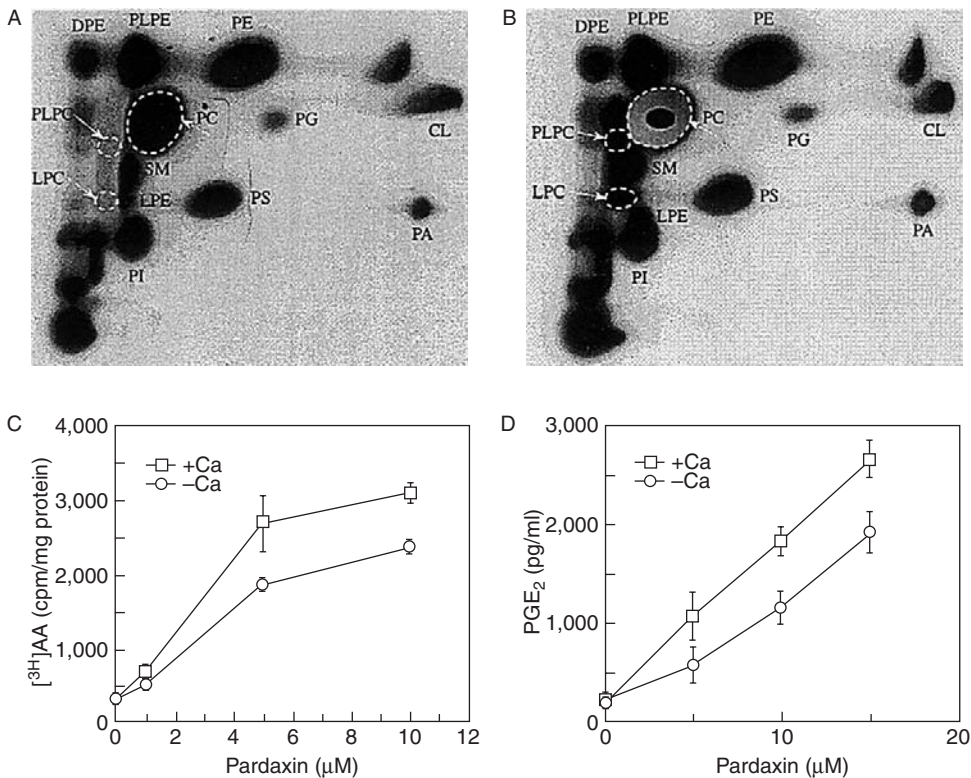 A
DPE
PLPE
PE
PLPC
PC
PG
CL
SM
LPC
LPE
PS
PA
PI
B
DPE
PLPE
PE
PLPC
PC
PG
CL
SM
LPC
LPE
PS
PA
PI
C
4,000
3,000
2,000
1,000
0
[³H]AA (cpm/mg protein)
+Ca
–Ca
0 2 4 6 8 10 12
Pardaxin (μM)
D
3,000
2,000
1,000
0
PGE₂ (pg/ml)
+Ca
–Ca
0 10 20
Pardaxin (μM)